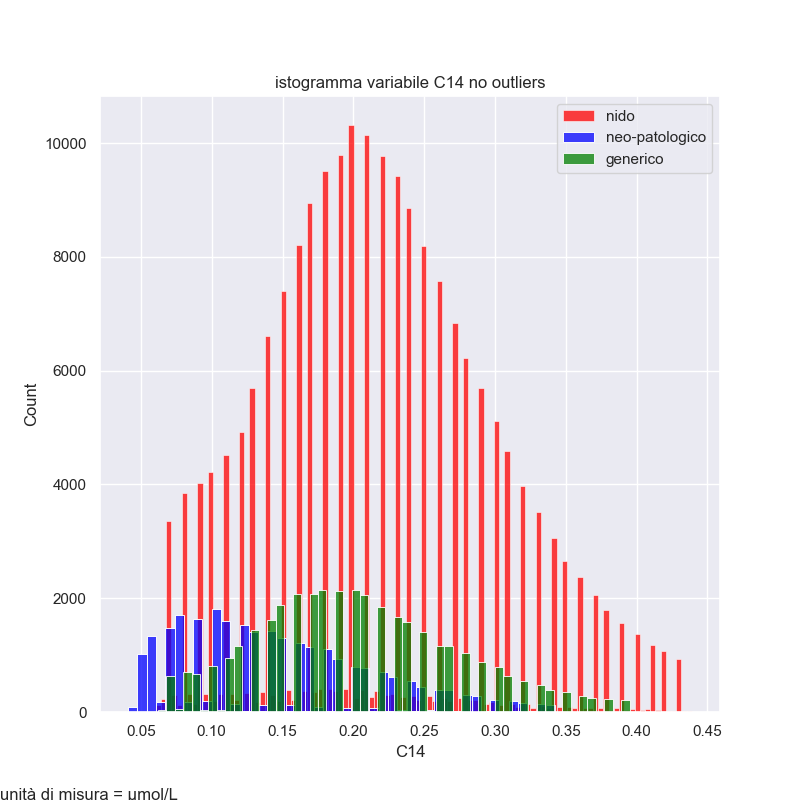 istogramma variabile C14 no outliers
nido
neo-patologico
generico
10000
8000
6000
4000
2000
0
Count
0.05 0.10 0.15 0.20 0.25 0.30 0.35 0.40 0.45
C14
unità di misura = μmol/L